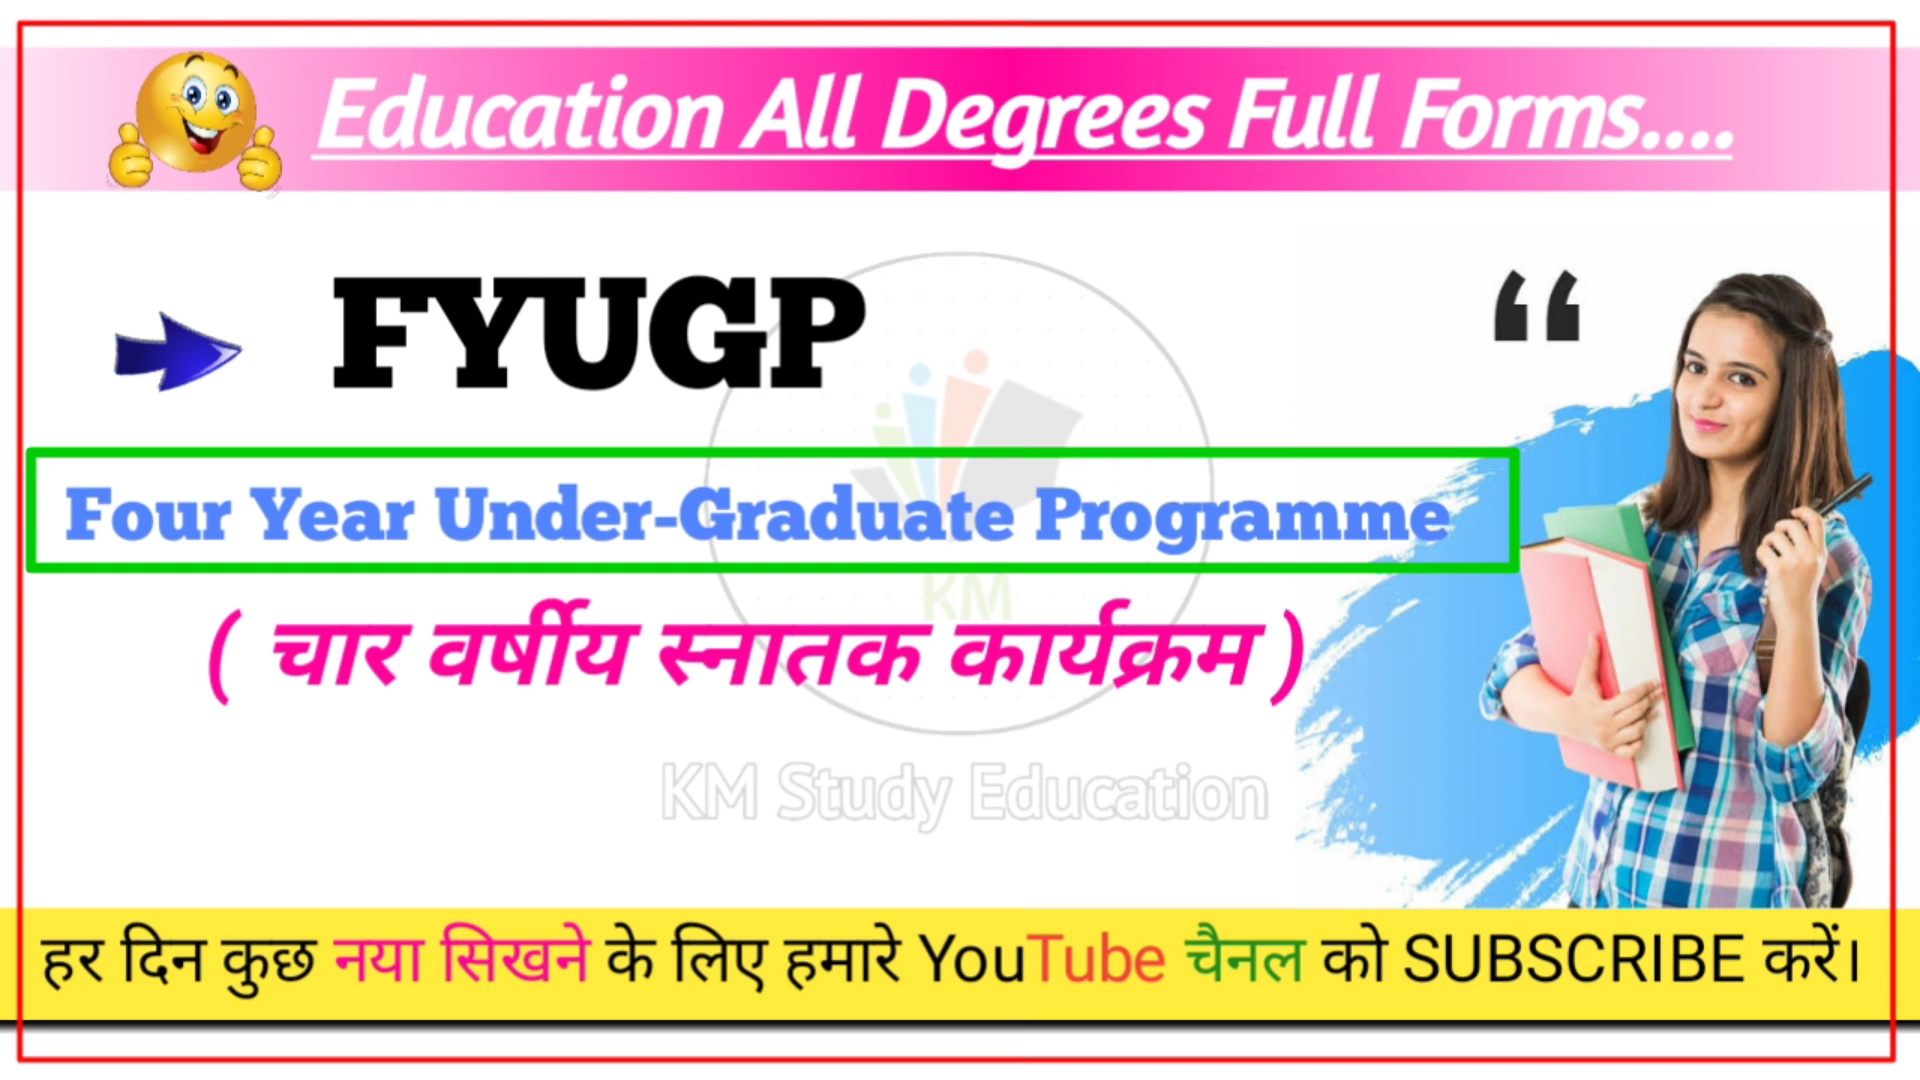 Education All Degrees Full Forms....
“
FYUGP
Four Year Under-Graduate Programme
KM
( चार वर्षीय स्नातक कार्यक्रम )
KM Study Education
हर दिन कुछ नया सिखने के लिए हमारे YouTube चैनल को SUBSCRIBE करें।